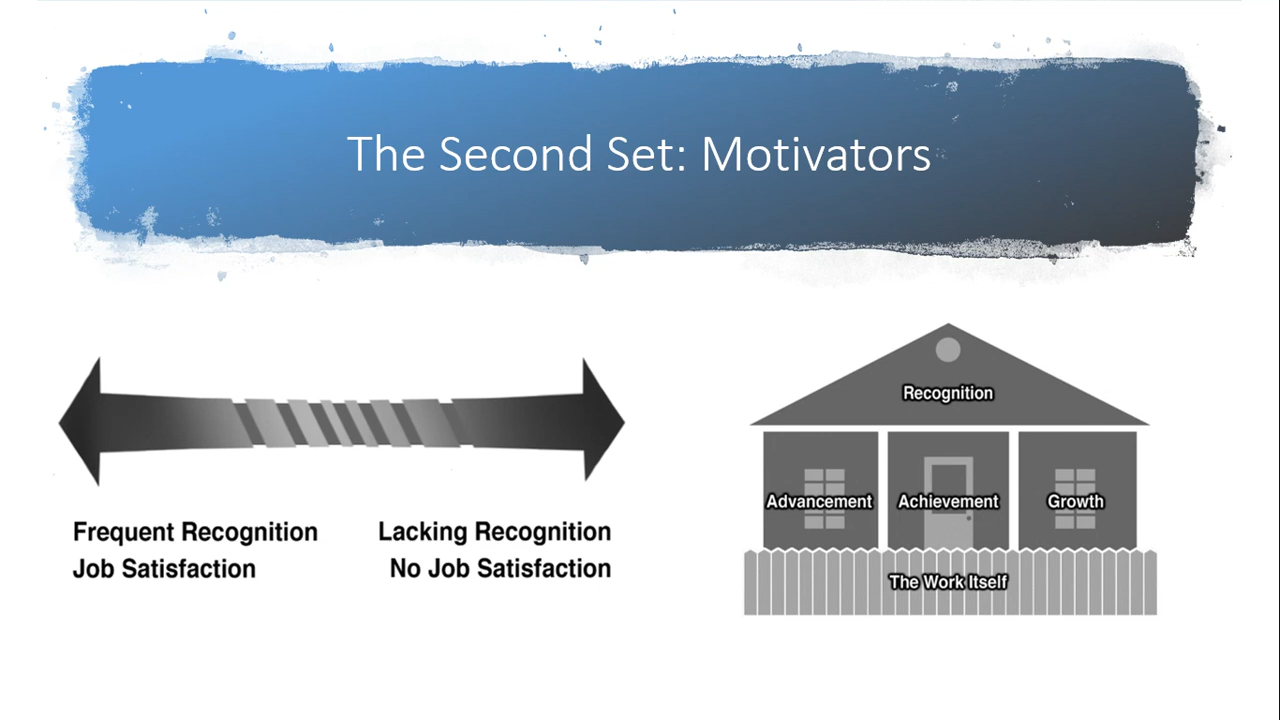 The Second Set: Motivators
Frequent Recognition
Job Satisfaction
Lacking Recognition
No Job Satisfaction
Recognition
Advancement
Achievement
Growth
The Work Itself